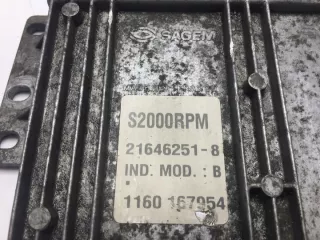 SAGEM
S2000RPM
21646251-8
IND. MOD. : B
1160 167954